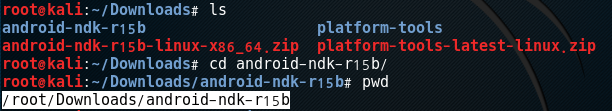 root@kali:~/Downloads# ls
android-ndk-r15b platform-tools
android-ndk-r15b-linux-x86_64.zip platform-tools-latest-linux.zip
root@kali:~/Downloads# cd android-ndk-r15b/
root@kali:~/Downloads/android-ndk-r15b# pwd
/root/Downloads/android-ndk-r15b